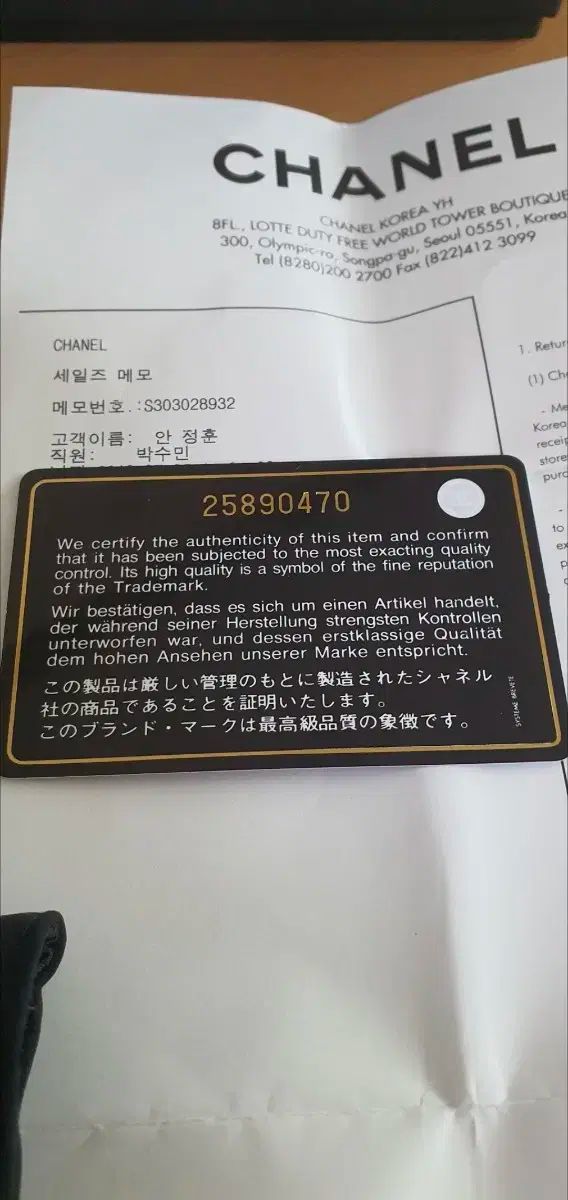 CHANEL
CHANEL KOREA YH
8FL., LOTTE DUTY FREE WORLD TOWER BOUTIQUE
300, Olympic-ro, Songpa-gu, Seoul 05551, Korea
Tel (8280)200 2700 Fax (822)412 3099
CHANEL
세일즈 메모
메모번호.:S303028932
고객이름: 안 정훈
직원: 박수민
1. Retur
(1) Ch
- Me
Korea
receip
store
purc
25890470
We certify the authenticity of this item and confirm
that it has been subjected to the most exacting quality
control. Its high quality is a symbol of the fine reputation
of the Trademark.
Wir bestätigen, dass es sich um einen Artikel handelt,
der während seiner Herstellung strengsten Kontrollen
unterworfen war, und dessen erstklassige Qualität
dem hohen Ansehen unserer Marke entspricht.
この製品は厳しい管理のもとに製造されたシャネル
社の商品であることを証明いたします。
このブランド・マークは最高級品質の象徴です。
SYSTEME BREVETE
to
ex